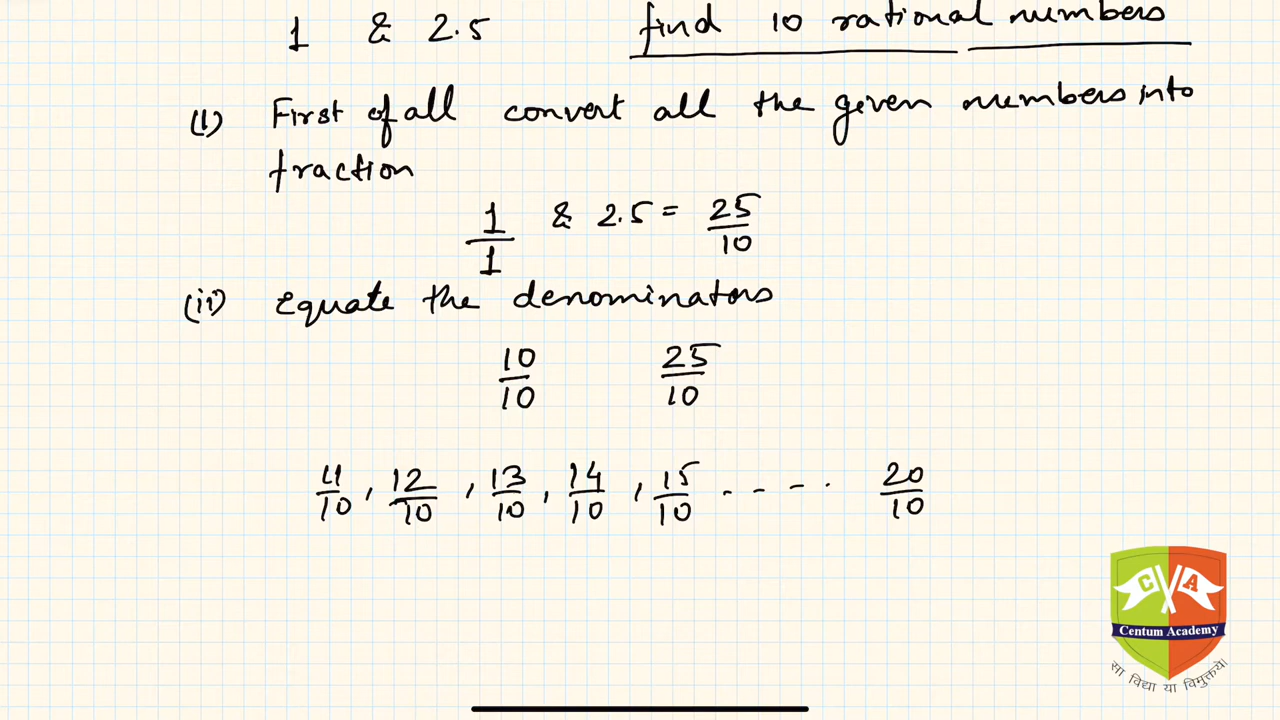 1 & 2.5 find 10 rational numbers
(i) First of all convert all the given numbers into
fraction
1/1 & 2.5 = 25/10
(ii) Equate the denominators
10/10 25/10
11/10, 12/10, 13/10, 14/10, 15/10 - - - - . 20/10
C A
Centum Academy
सा विद्या या विमुक्तये।